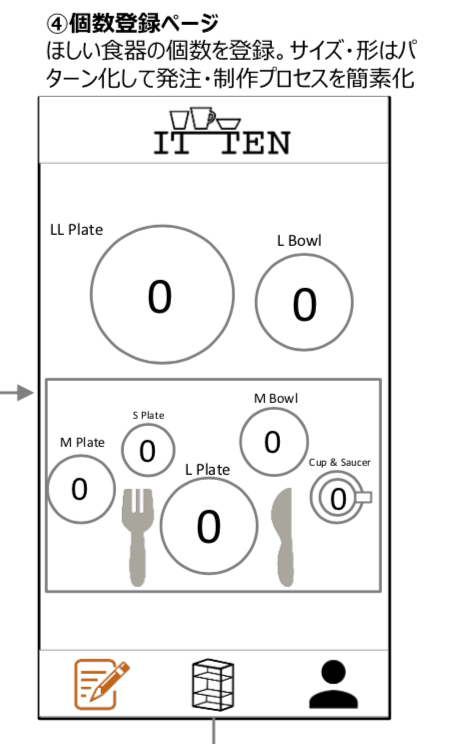 ④個数登録ページ
ほしい食器の個数を登録。サイズ・形はパ
ターン化して発注・制作プロセスを簡素化
IT TEN
LL Plate
0
L Bowl
0
M Plate
0
S Plate
0
L Plate
0
M Bowl
0
Cup & Saucer
0